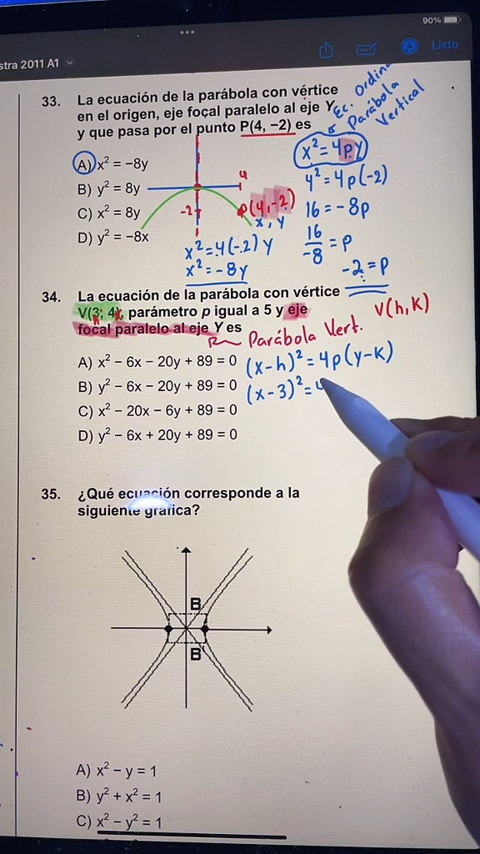 90%
stra 2011 A1
Listo
33. La ecuación de la parábola con vértice
en el origen, eje focal paralelo al eje Y,
y que pasa por el punto P(4, −2) es
A) x² = −8y
B) y² = 8y
C) x² = 8y
D) y² = −8x
4
-2
P(4,-2)
x, y
x²=4(-2)y
x²=-8y
Ec. Ordin
Parábola
Vertical
x²=4py
4²=4p(-2)
16=-8p
16/-8=p
-2=p
34. La ecuación de la parábola con vértice
V(3; 4), parámetro p igual a 5 y eje
focal paralelo al eje Y es
V(h,K)
Parábola Vert.
A) x² − 6x − 20y + 89 = 0
B) y² − 6x − 20y + 89 = 0
C) x² − 20x − 6y + 89 = 0
D) y² − 6x + 20y + 89 = 0
(x-h)²=4p(y-K)
(x-3)²=4
35. ¿Qué ecuación corresponde a la
siguiente gráfica?
B
B'
A) x² − y = 1
B) y² + x² = 1
C) x² − y² = 1